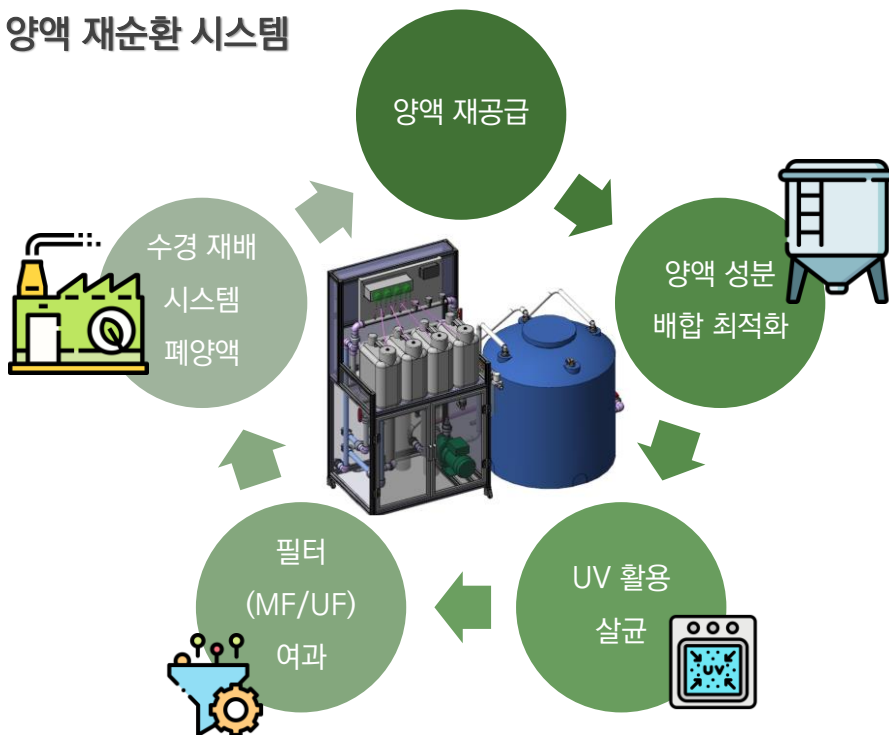 양액 재순환 시스템
양액 재공급
양액 성분
배합 최적화
UV 활용
살균
UV
필터
(MF/UF)
여과
수경 재배
시스템
폐양액